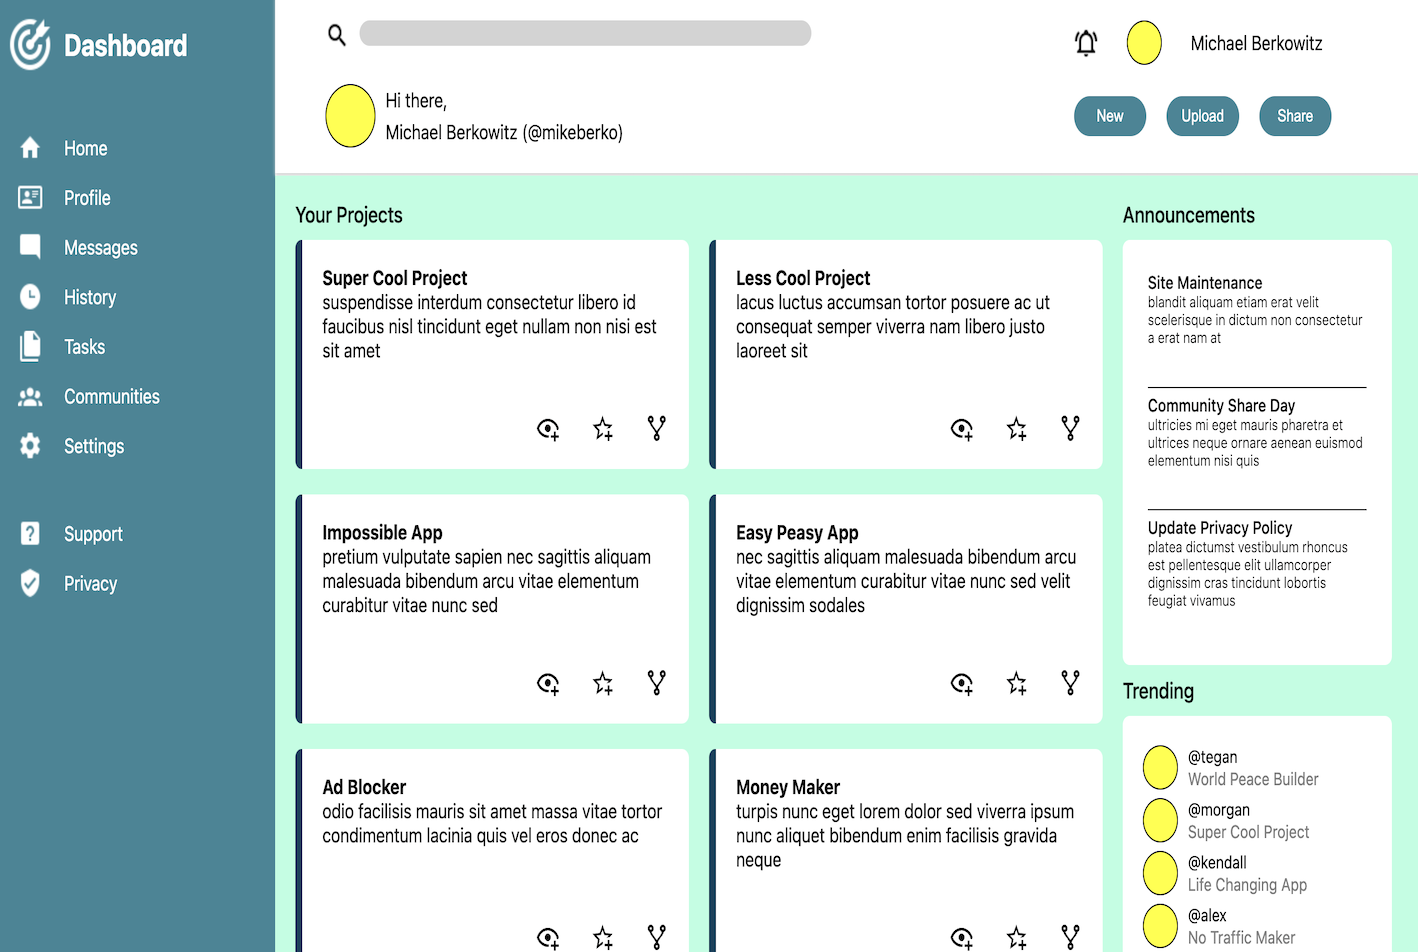 Dashboard
Home
Profile
Messages
History
Tasks
Communities
Settings
Support
Privacy
Michael Berkowitz
Hi there,
Michael Berkowitz (@mikeberko)
New
Upload
Share
Your Projects
Super Cool Project
suspendisse interdum consectetur libero id
faucibus nisl tincidunt eget nullam non nisi est
sit amet
Less Cool Project
lacus luctus accumsan tortor posuere ac ut
consequat semper viverra nam libero justo
laoreet sit
Impossible App
pretium vulputate sapien nec sagittis aliquam
malesuada bibendum arcu vitae elementum
curabitur vitae nunc sed
Easy Peasy App
nec sagittis aliquam malesuada bibendum arcu
vitae elementum curabitur vitae nunc sed velit
dignissim sodales
Ad Blocker
odio facilisis mauris sit amet massa vitae tortor
condimentum lacinia quis vel eros donec ac
Money Maker
turpis nunc eget lorem dolor sed viverra ipsum
nunc aliquet bibendum enim facilisis gravida
neque
Announcements
Site Maintenance
blandit aliquam etiam erat velit
scelerisque in dictum non consectetur
a erat nam at
Community Share Day
ultricies mi eget mauris pharetra et
ultrices neque ornare aenean euismod
elementum nisi quis
Update Privacy Policy
platea dictumst vestibulum rhoncus
est pellentesque elit ullamcorper
dignissim cras tincidunt lobortis
feugiat vivamus
Trending
@tegan
World Peace Builder
@morgan
Super Cool Project
@kendall
Life Changing App
@alex
No Traffic Maker